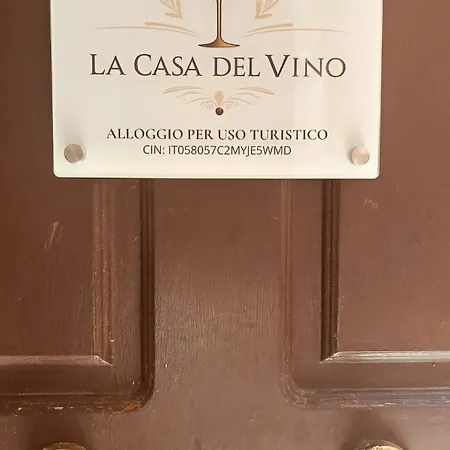 LA CASA DEL VINO
ALLOGGIO PER USO TURISTICO
CIN: IT058057C2MYJE5WMD